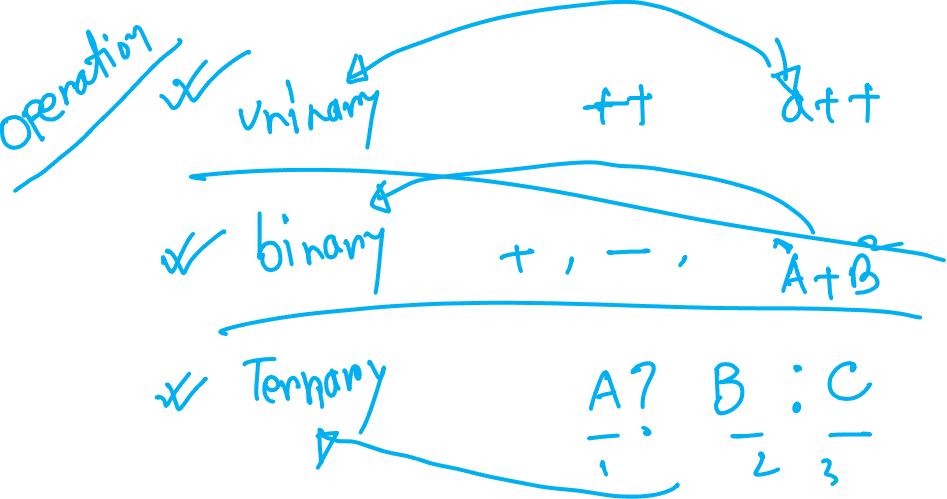 Operation
Uninary ++ a++
binary +, -, A+B
Ternary A? B : C
1 2 3